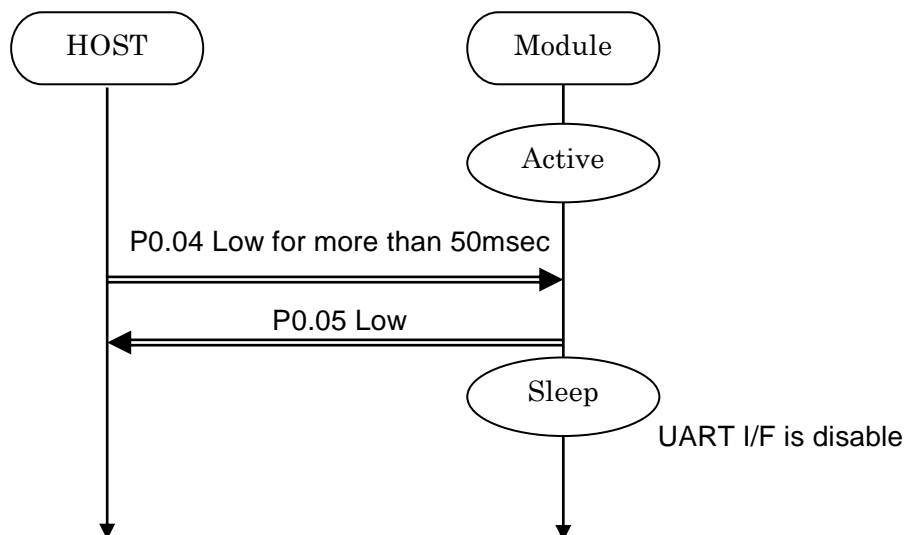 HOST
Module
Active
P0.04 Low for more than 50msec
P0.05 Low
Sleep
UART I/F is disable